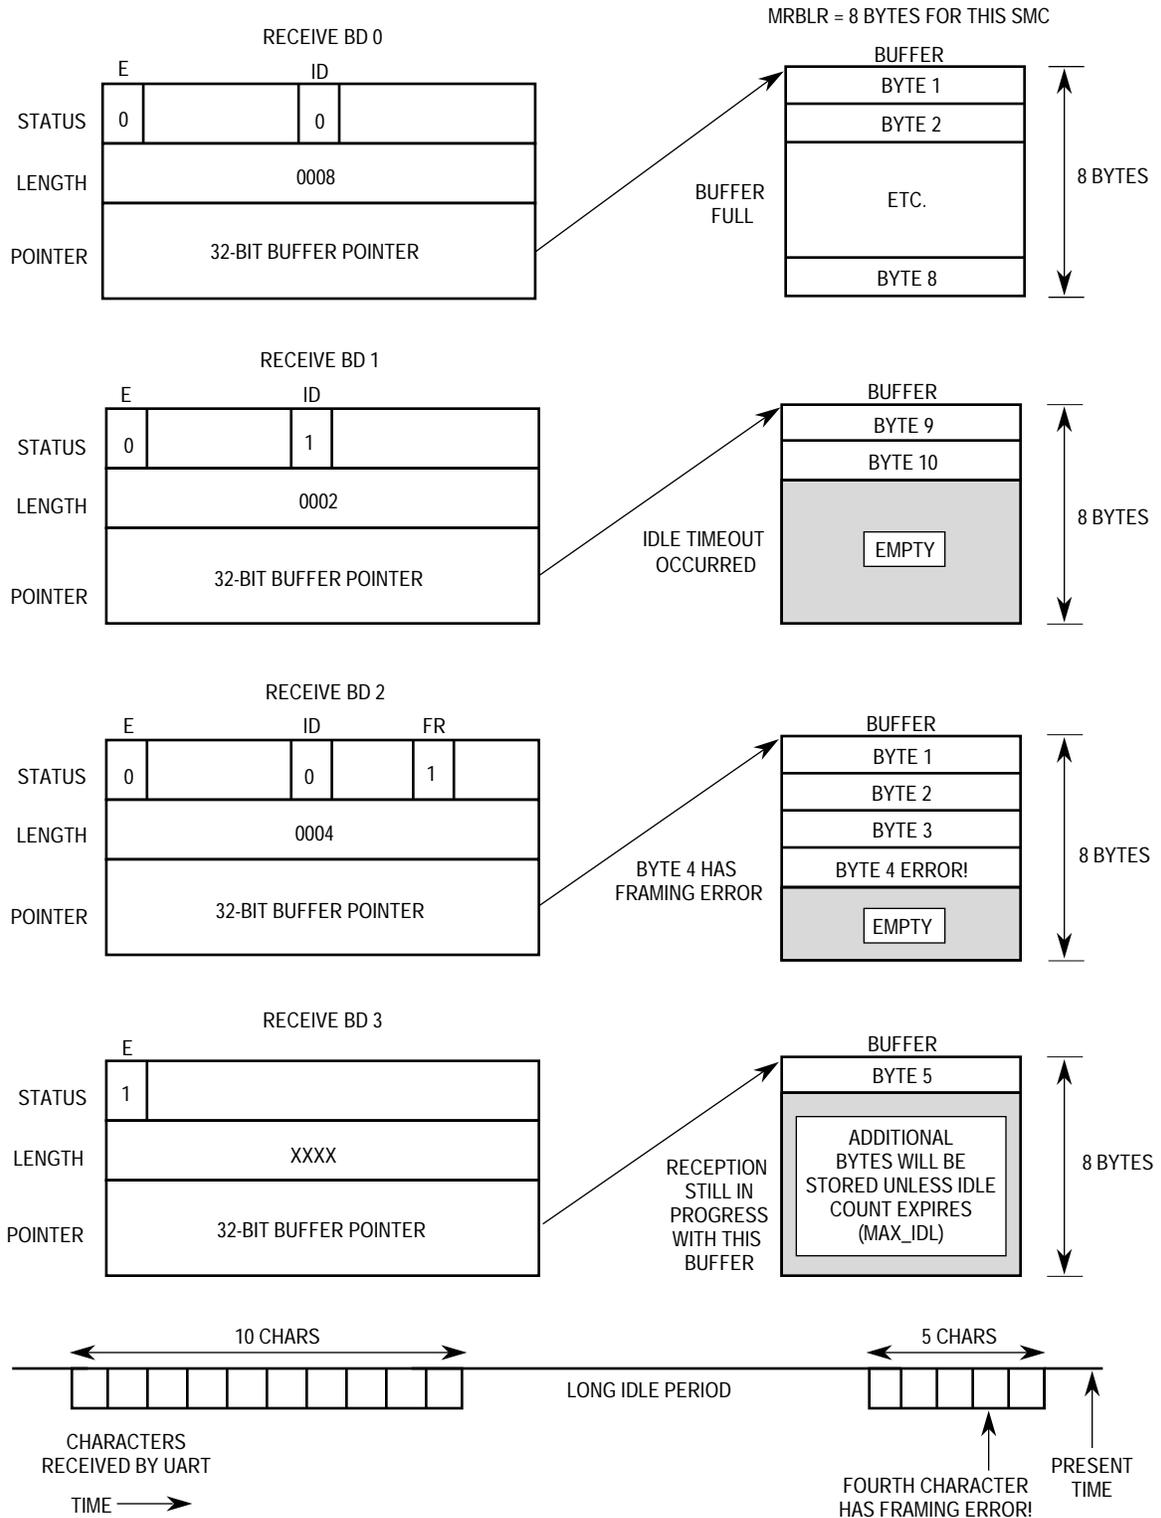 MRBLR = 8 BYTES FOR THIS SMC
RECEIVE BD 0
E ID
STATUS 0 0
LENGTH 0008
POINTER 32-BIT BUFFER POINTER
BUFFER
BYTE 1
BYTE 2
ETC.
BYTE 8
BUFFER
FULL
8 BYTES
RECEIVE BD 1
E ID
STATUS 0 1
LENGTH 0002
POINTER 32-BIT BUFFER POINTER
BUFFER
BYTE 9
BYTE 10
EMPTY
IDLE TIMEOUT
OCCURRED
8 BYTES
RECEIVE BD 2
E ID FR
STATUS 0 0 1
LENGTH 0004
POINTER 32-BIT BUFFER POINTER
BUFFER
BYTE 1
BYTE 2
BYTE 3
BYTE 4 ERROR!
EMPTY
BYTE 4 HAS
FRAMING ERROR
8 BYTES
RECEIVE BD 3
E
STATUS 1
LENGTH XXXX
POINTER 32-BIT BUFFER POINTER
BUFFER
BYTE 5
ADDITIONAL
BYTES WILL BE
STORED UNLESS IDLE
COUNT EXPIRES
(MAX_IDL)
RECEPTION
STILL IN
PROGRESS
WITH THIS
BUFFER
8 BYTES
10 CHARS
5 CHARS
LONG IDLE PERIOD
CHARACTERS
RECEIVED BY UART
TIME
FOURTH CHARACTER
HAS FRAMING ERROR!
PRESENT
TIME